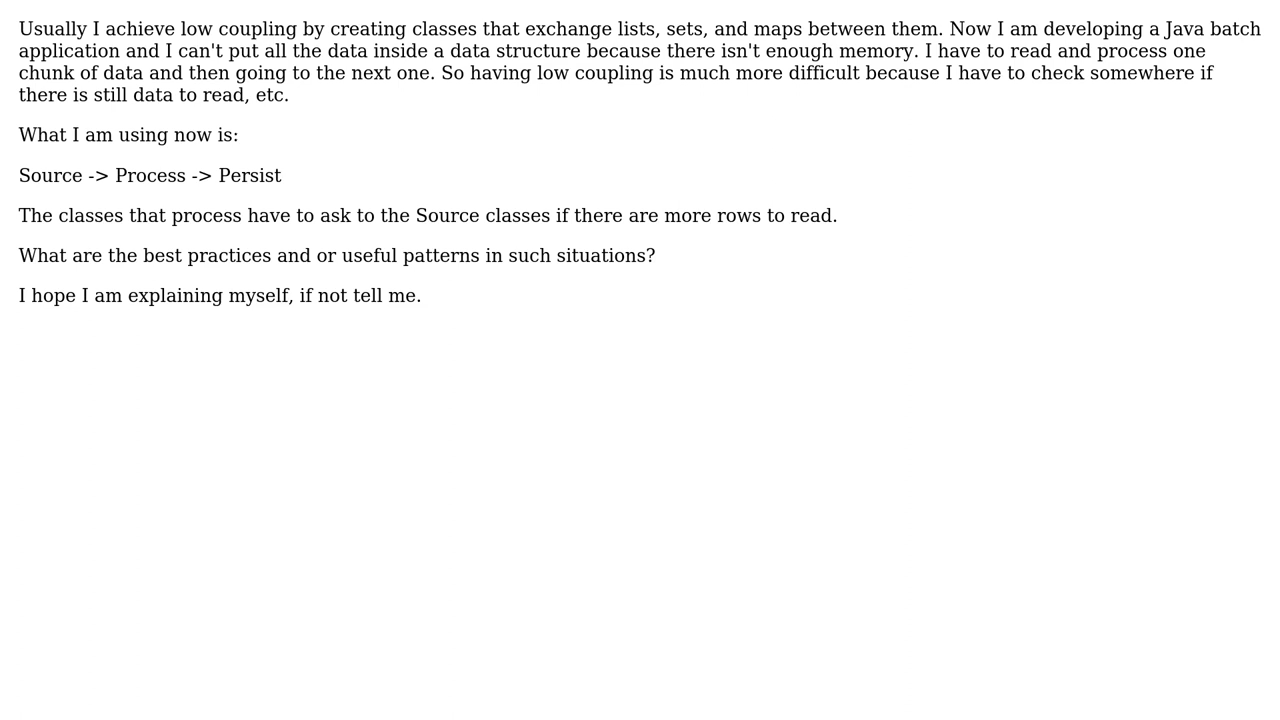 Usually I achieve low coupling by creating classes that exchange lists, sets, and maps between them. Now I am developing a Java batch
application and I can't put all the data inside a data structure because there isn't enough memory. I have to read and process one
chunk of data and then going to the next one. So having low coupling is much more difficult because I have to check somewhere if
there is still data to read, etc.
What I am using now is:
Source -> Process -> Persist
The classes that process have to ask to the Source classes if there are more rows to read.
What are the best practices and or useful patterns in such situations?
I hope I am explaining myself, if not tell me.